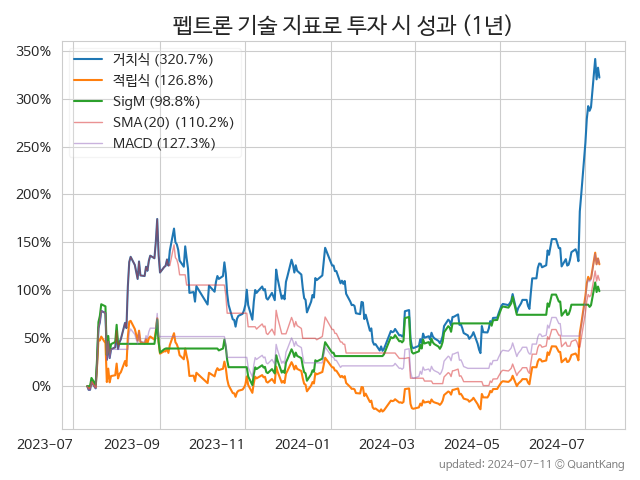 펩트론 기술 지표로 투자 시 성과 (1년)
350%
300%
250%
200%
150%
100%
50%
0%
거치식 (320.7%)
적립식 (126.8%)
SigM (98.8%)
SMA(20) (110.2%)
MACD (127.3%)
2023-07
2023-09
2023-11
2024-01
2024-03
2024-05
2024-07
updated: 2024-07-11 © QuantKang